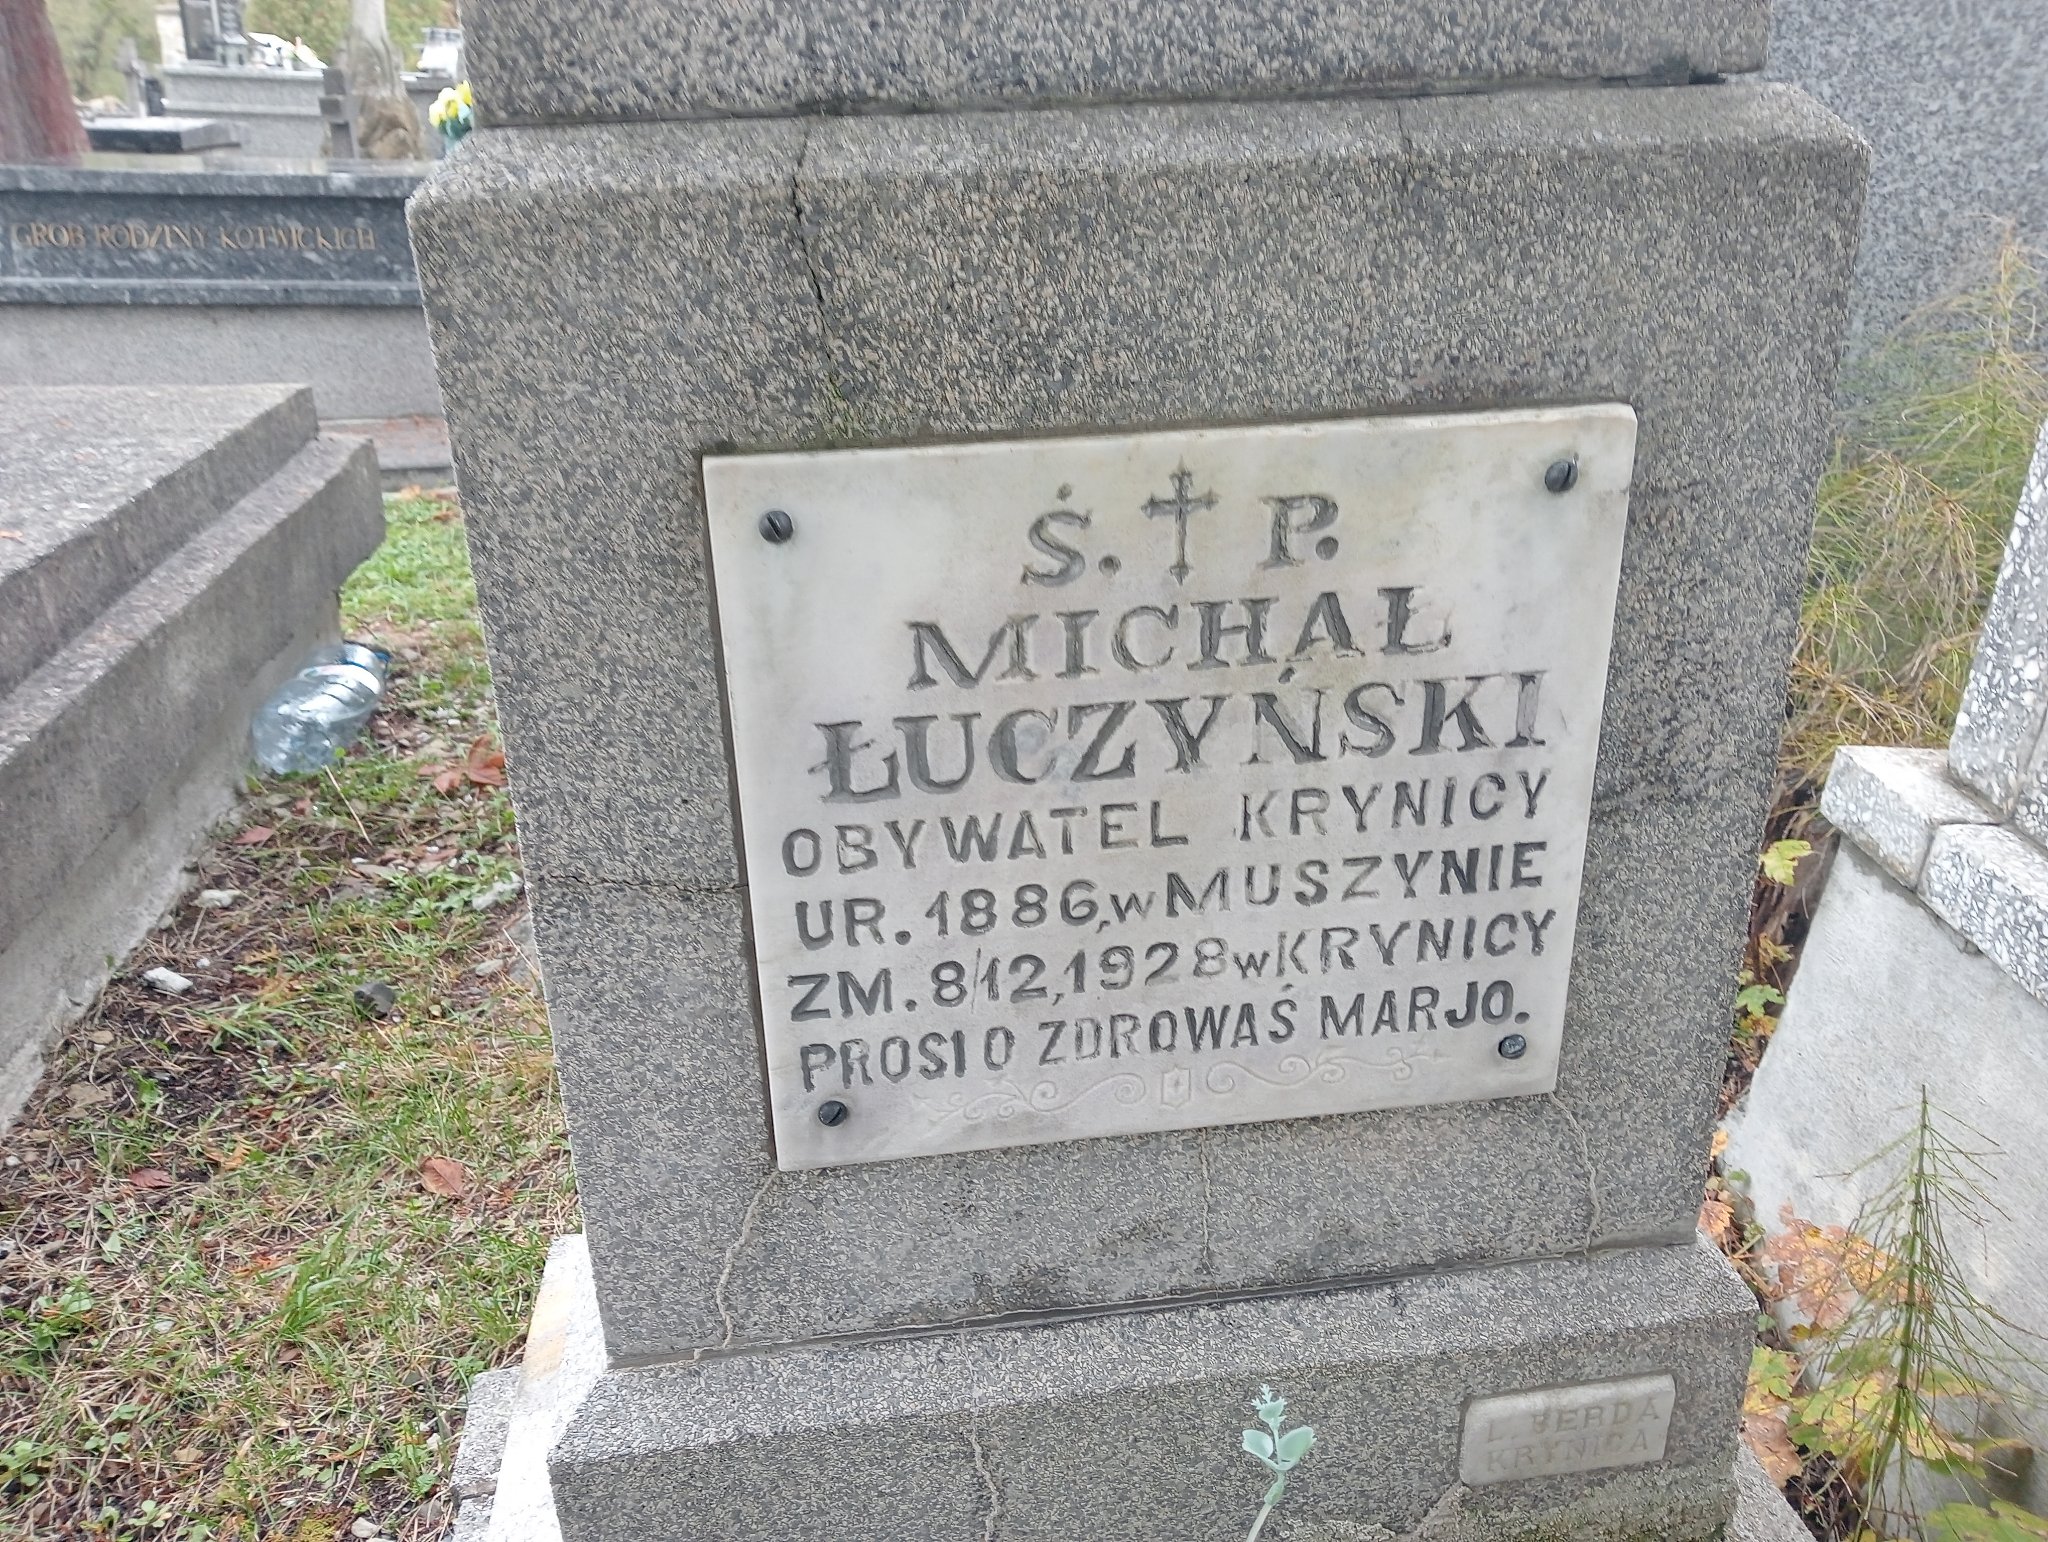 GROB RODZINY KOTWICKICH
Ś. P.
MICHAŁ
ŁUCZYŃSKI
OBYWATEL KRYNICY
UR. 1886, w MUSZYNIE
ZM. 8/12, 1928 w KRYNICY
PROSI O ZDROWAŚ MARJO.
L. 
KRYNICA